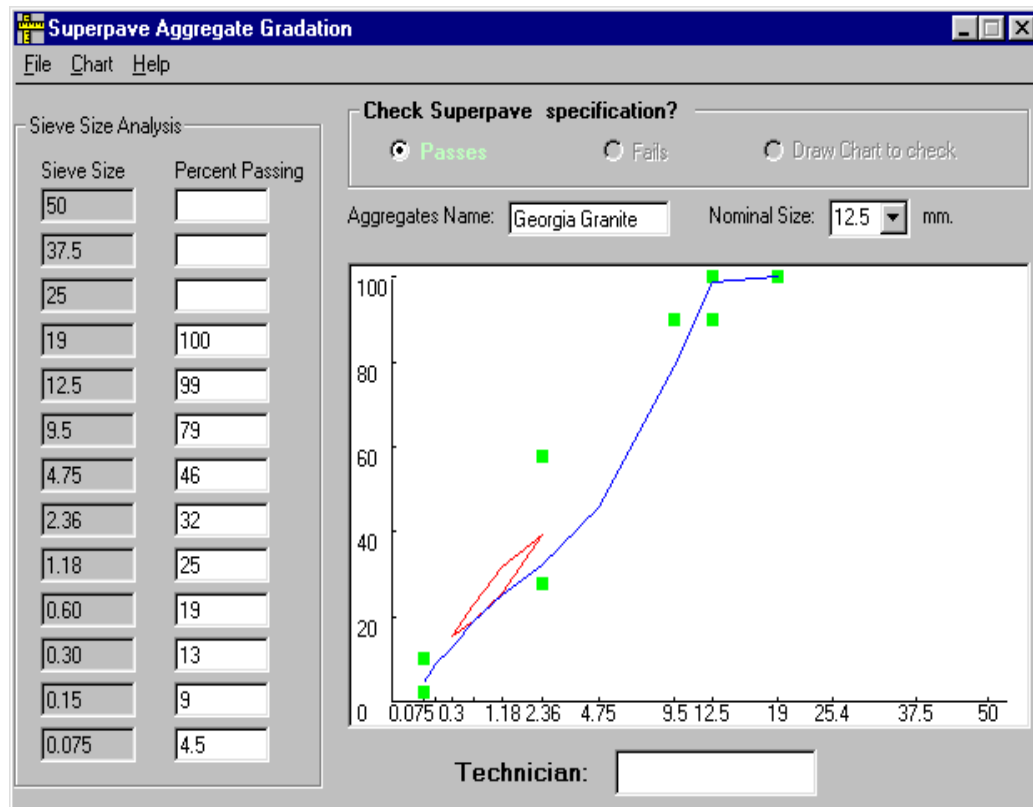 Superpave Aggregate Gradation
File Chart Help
Check Superpave specification?
Passes Fails Draw Chart to check
Sieve Size Analysis
Sieve Size Percent Passing
50
37.5
25
19 100
12.5 99
9.5 79
4.75 46
2.36 32
1.18 25
0.60 19
0.30 13
0.15 9
0.075 4.5
Aggregates Name: Georgia Granite Nominal Size: 12.5 mm.
100
80
60
40
20
0 0.075 0.3 1.18 2.36 4.75 9.5 12.5 19 25.4 37.5 50
Technician: